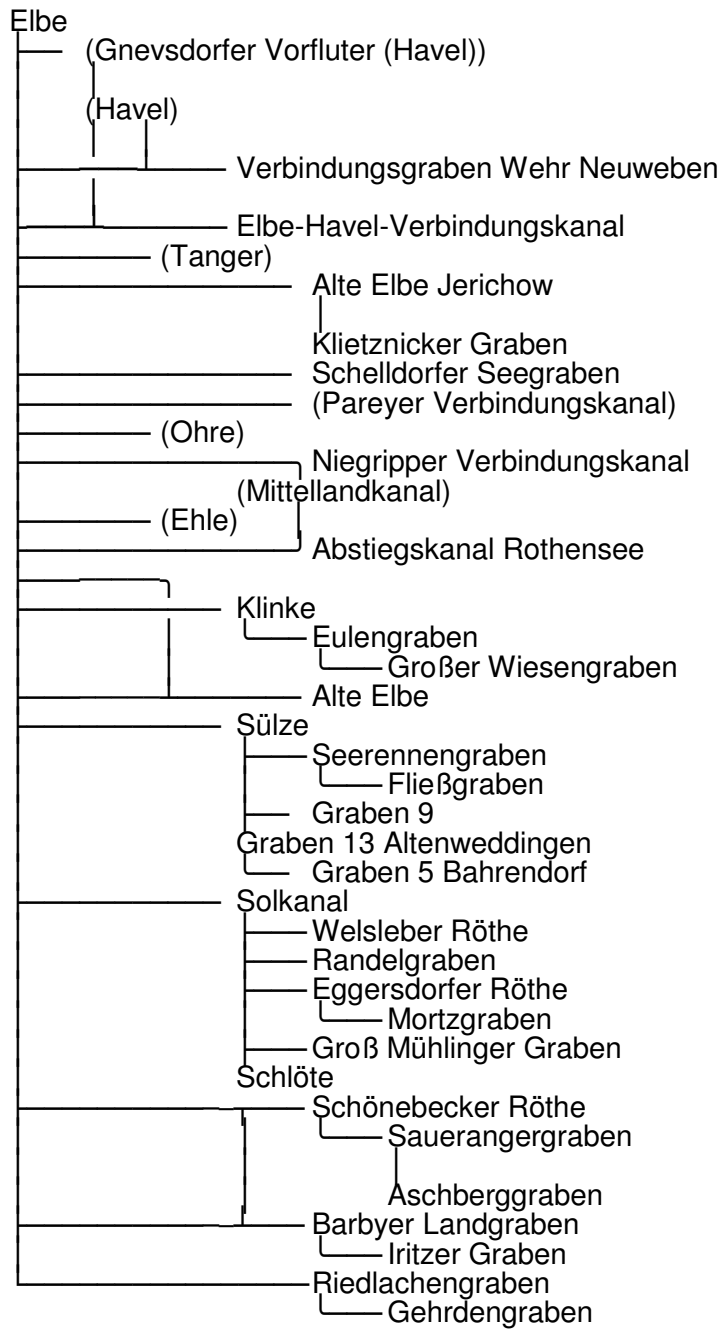 Elbe
(Gnevsdorfer Vorfluter (Havel))
(Havel)
Verbindungsgraben Wehr Neuweben
Elbe-Havel-Verbindungskanal
(Tanger)
Alte Elbe Jerichow
Klietznicker Graben
Schelldorfer Seegraben
(Pareyer Verbindungskanal)
(Ohre)
Niegripper Verbindungskanal
(Mittellandkanal)
(Ehle)
Abstiegskanal Rothensee
Klinke
Eulengraben
Großer Wiesengraben
Alte Elbe
Sülze
Seerennengraben
Fließgraben
Graben 9
Graben 13 Altenweddingen
Graben 5 Bahrendorf
Solkanal
Welsleber Röthe
Randelgraben
Eggersdorfer Röthe
Mortzgraben
Groß Mühlinger Graben
Schlöte
Schönebecker Röthe
Sauerangergraben
Aschberggraben
Barbyer Landgraben
Iritzer Graben
Riedlachengraben
Gehrdengraben